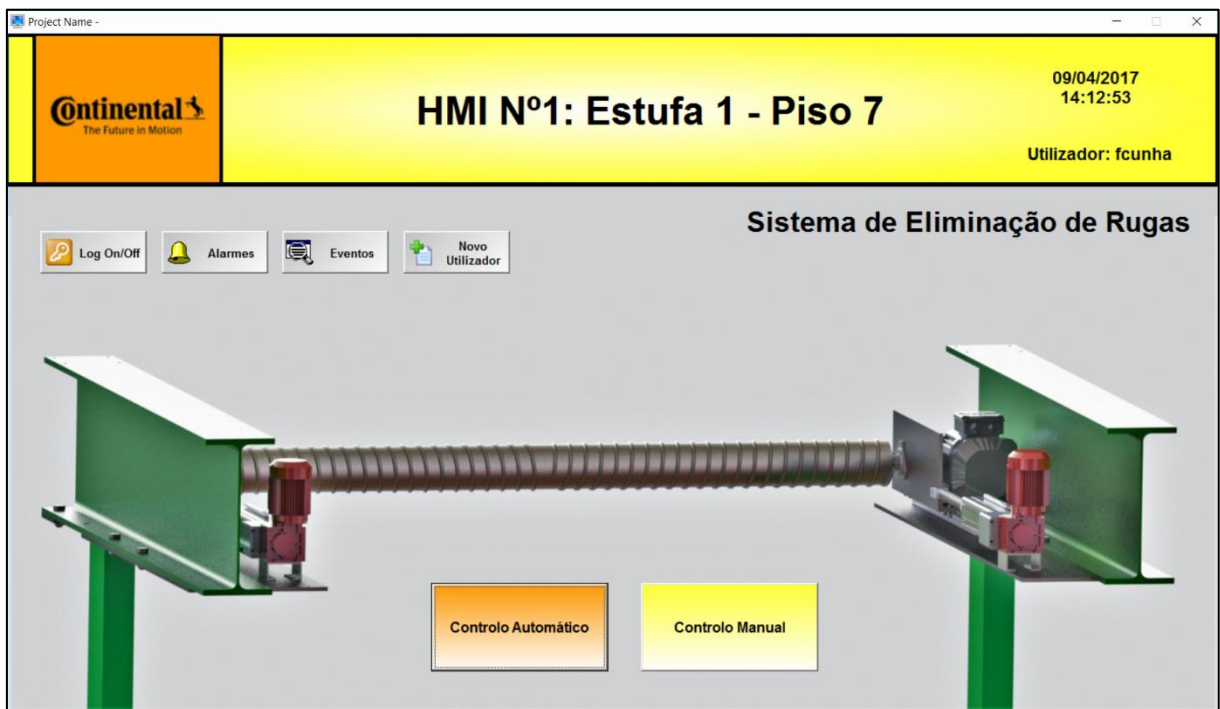 Project Name -
Continental
The Future in Motion
HMI Nº1: Estufa 1 - Piso 7
09/04/2017
14:12:53
Utilizador: fcunha
Sistema de Eliminação de Rugas
Log On/Off
Alarmes
Eventos
Novo
Utilizador
Controlo Automático
Controlo Manual